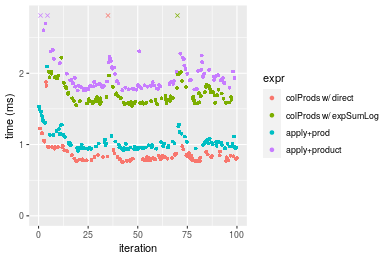 2
1
0
time (ms)
0
25
50
75
100
iteration
expr
colProds w/ direct
colProds w/ expSumLog
apply+prod
apply+product